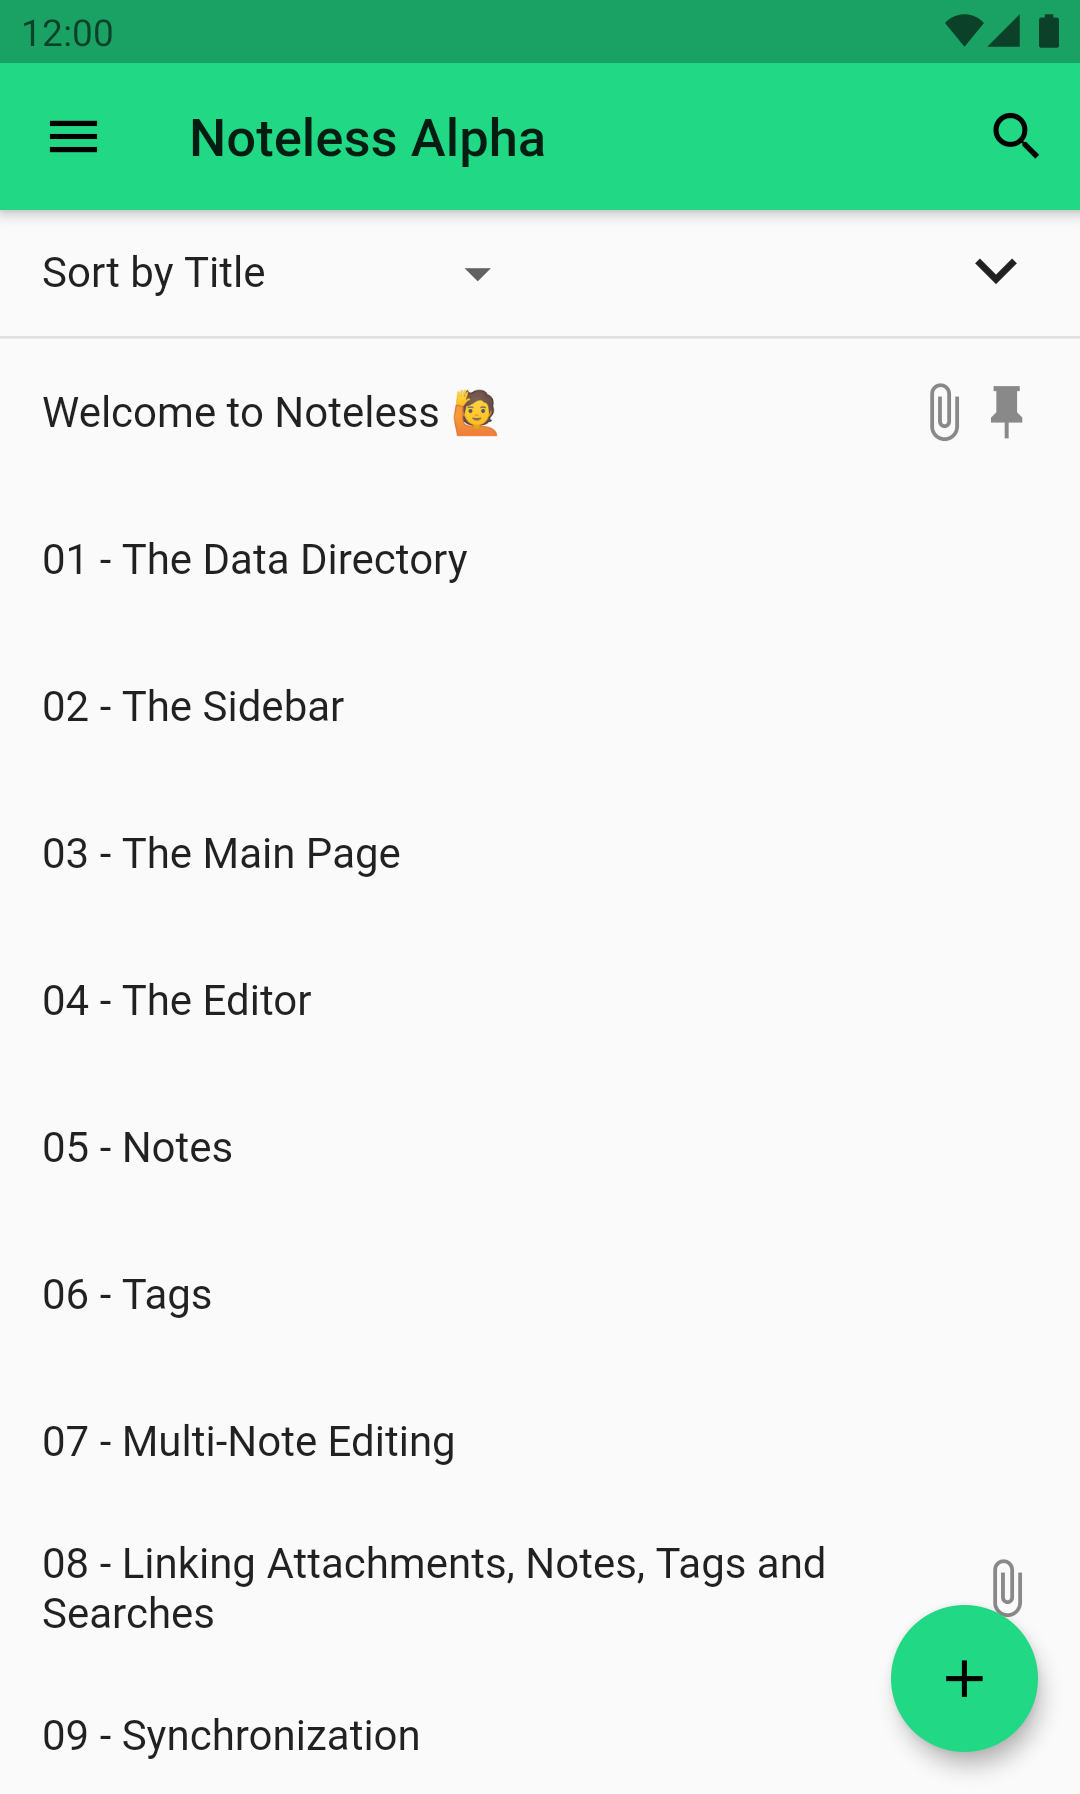 12:00
Noteless Alpha
Sort by Title
Welcome to Noteless 🙋
01 - The Data Directory
02 - The Sidebar
03 - The Main Page
04 - The Editor
05 - Notes
06 - Tags
07 - Multi-Note Editing
08 - Linking Attachments, Notes, Tags and
Searches
09 - Synchronization